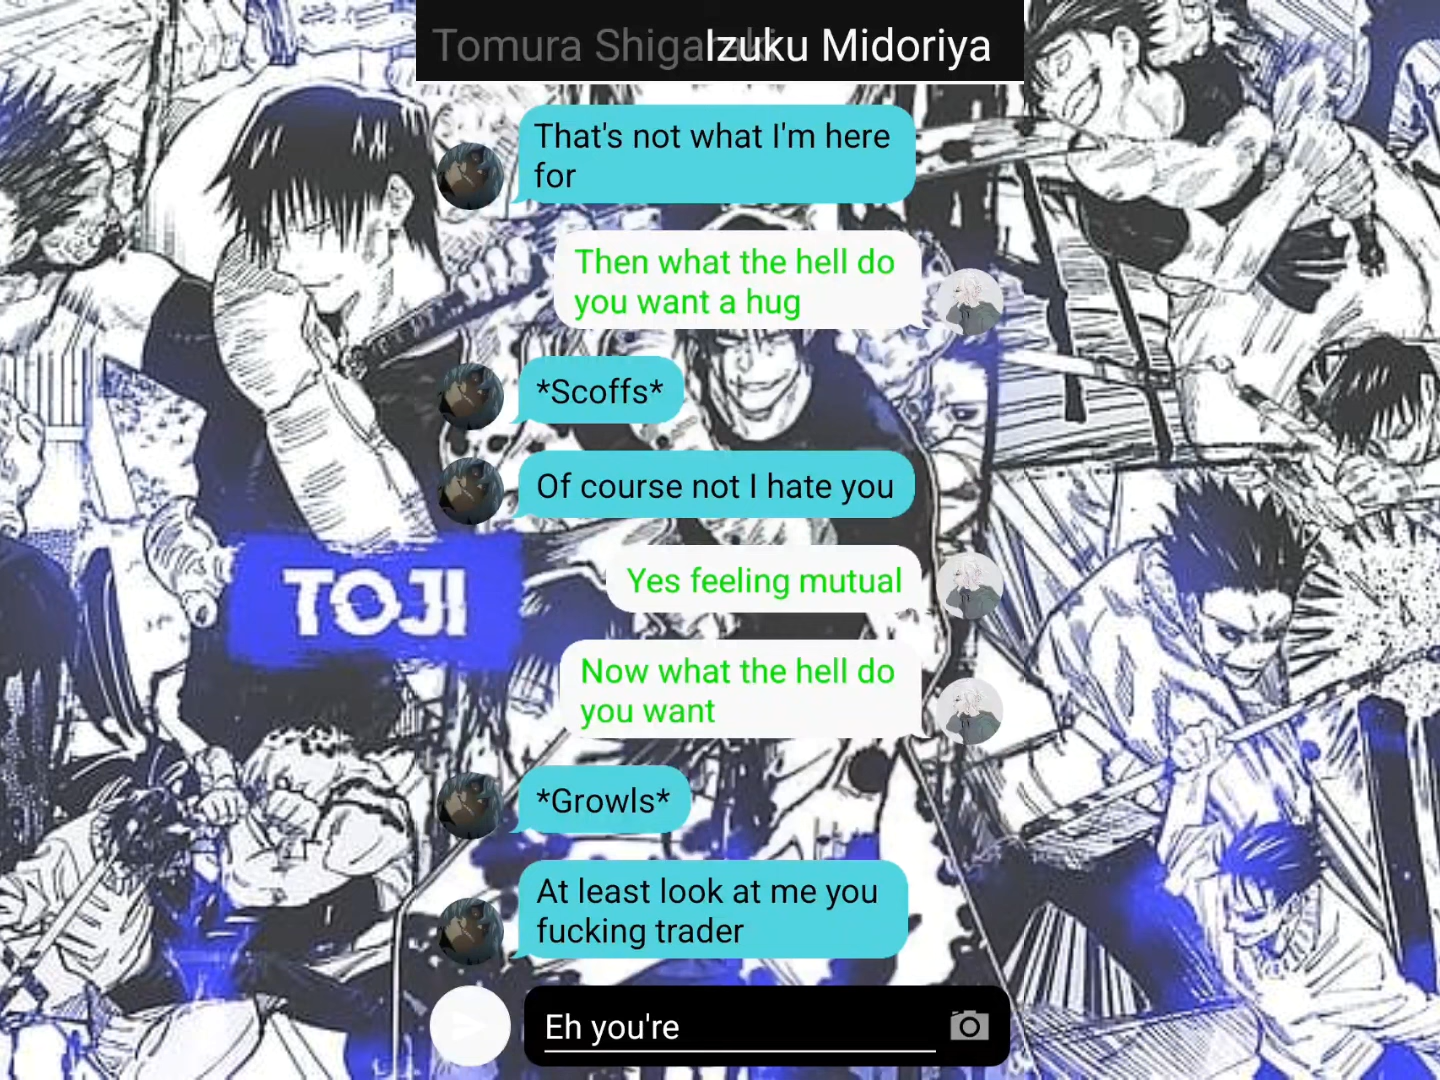 Tomura Shigaraki Izuku Midoriya
That's not what I'm here
for
Then what the hell do
you want a hug
*Scoffs*
Of course not I hate you
TOJI
Yes feeling mutual
Now what the hell do
you want
*Growls*
At least look at me you
fucking trader
Eh you're